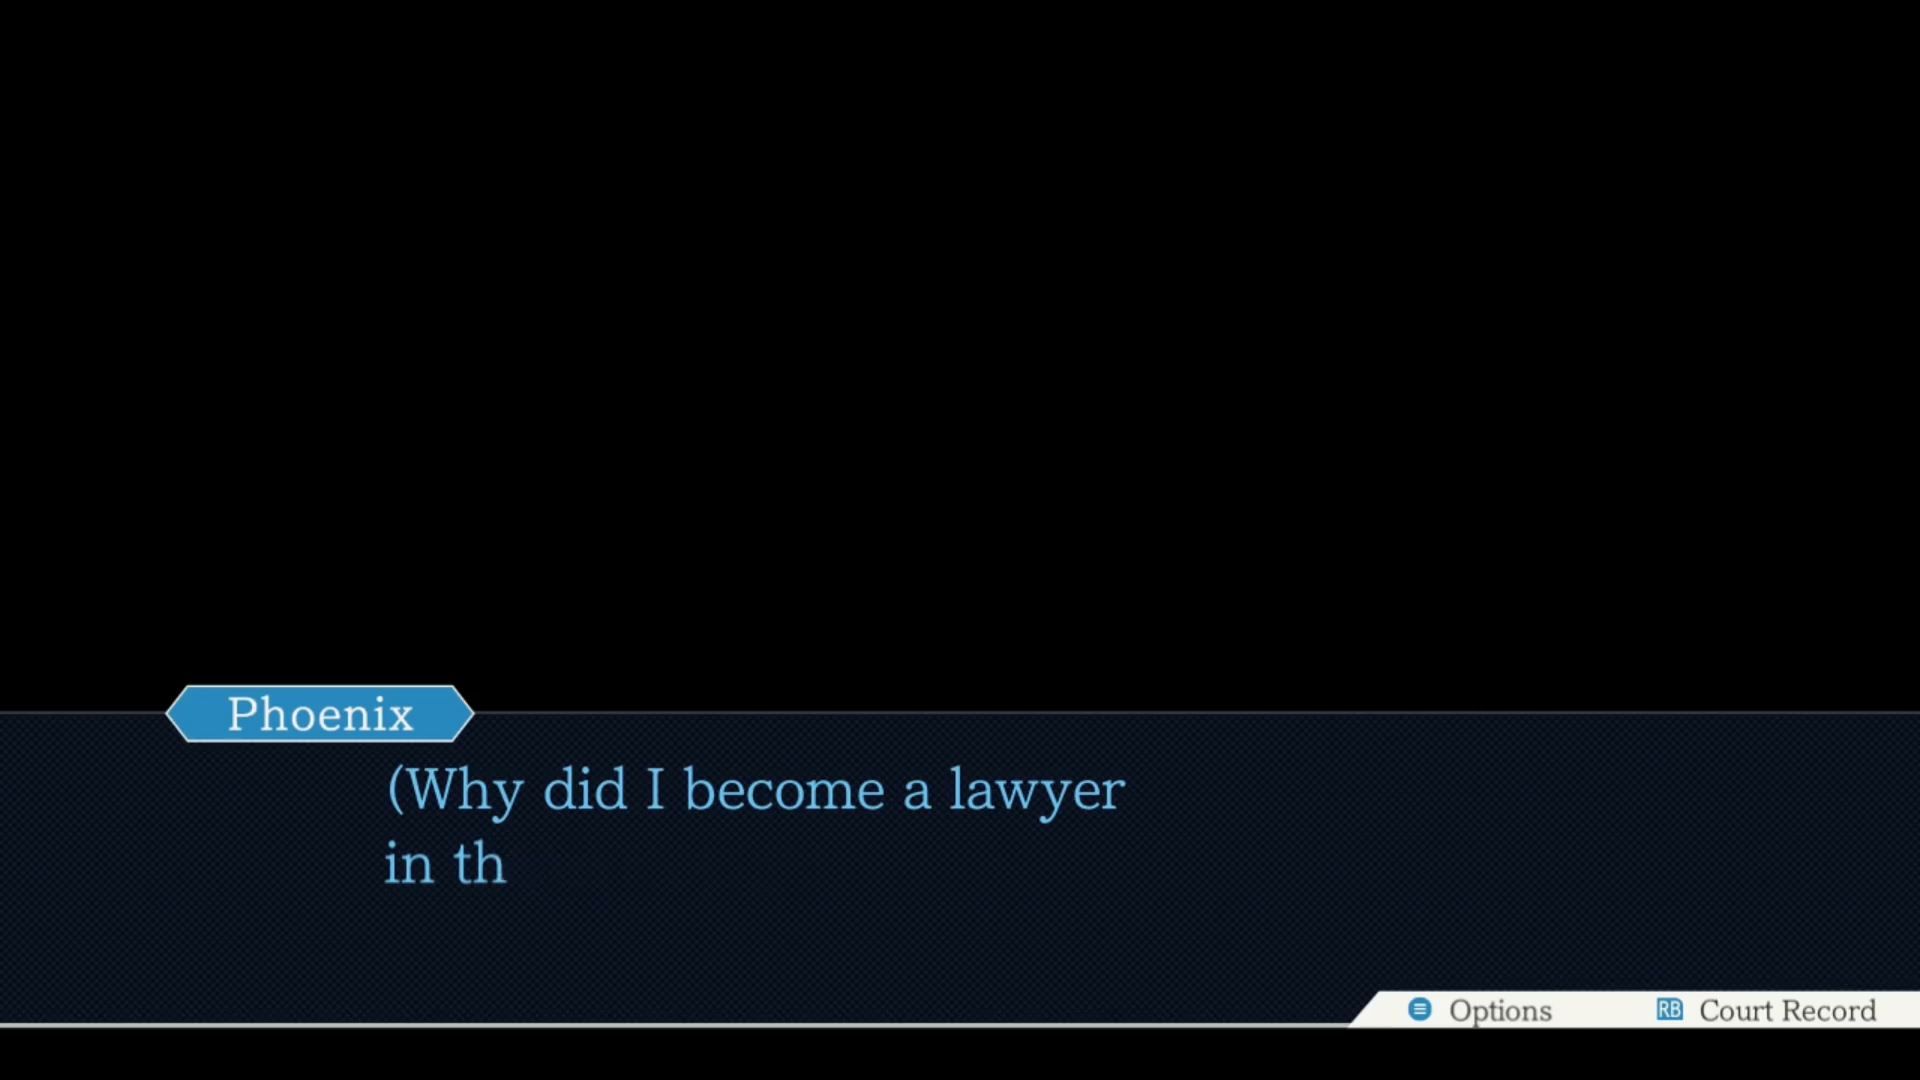 Phoenix
(Why did I become a lawyer
in th
Options
RB Court Record